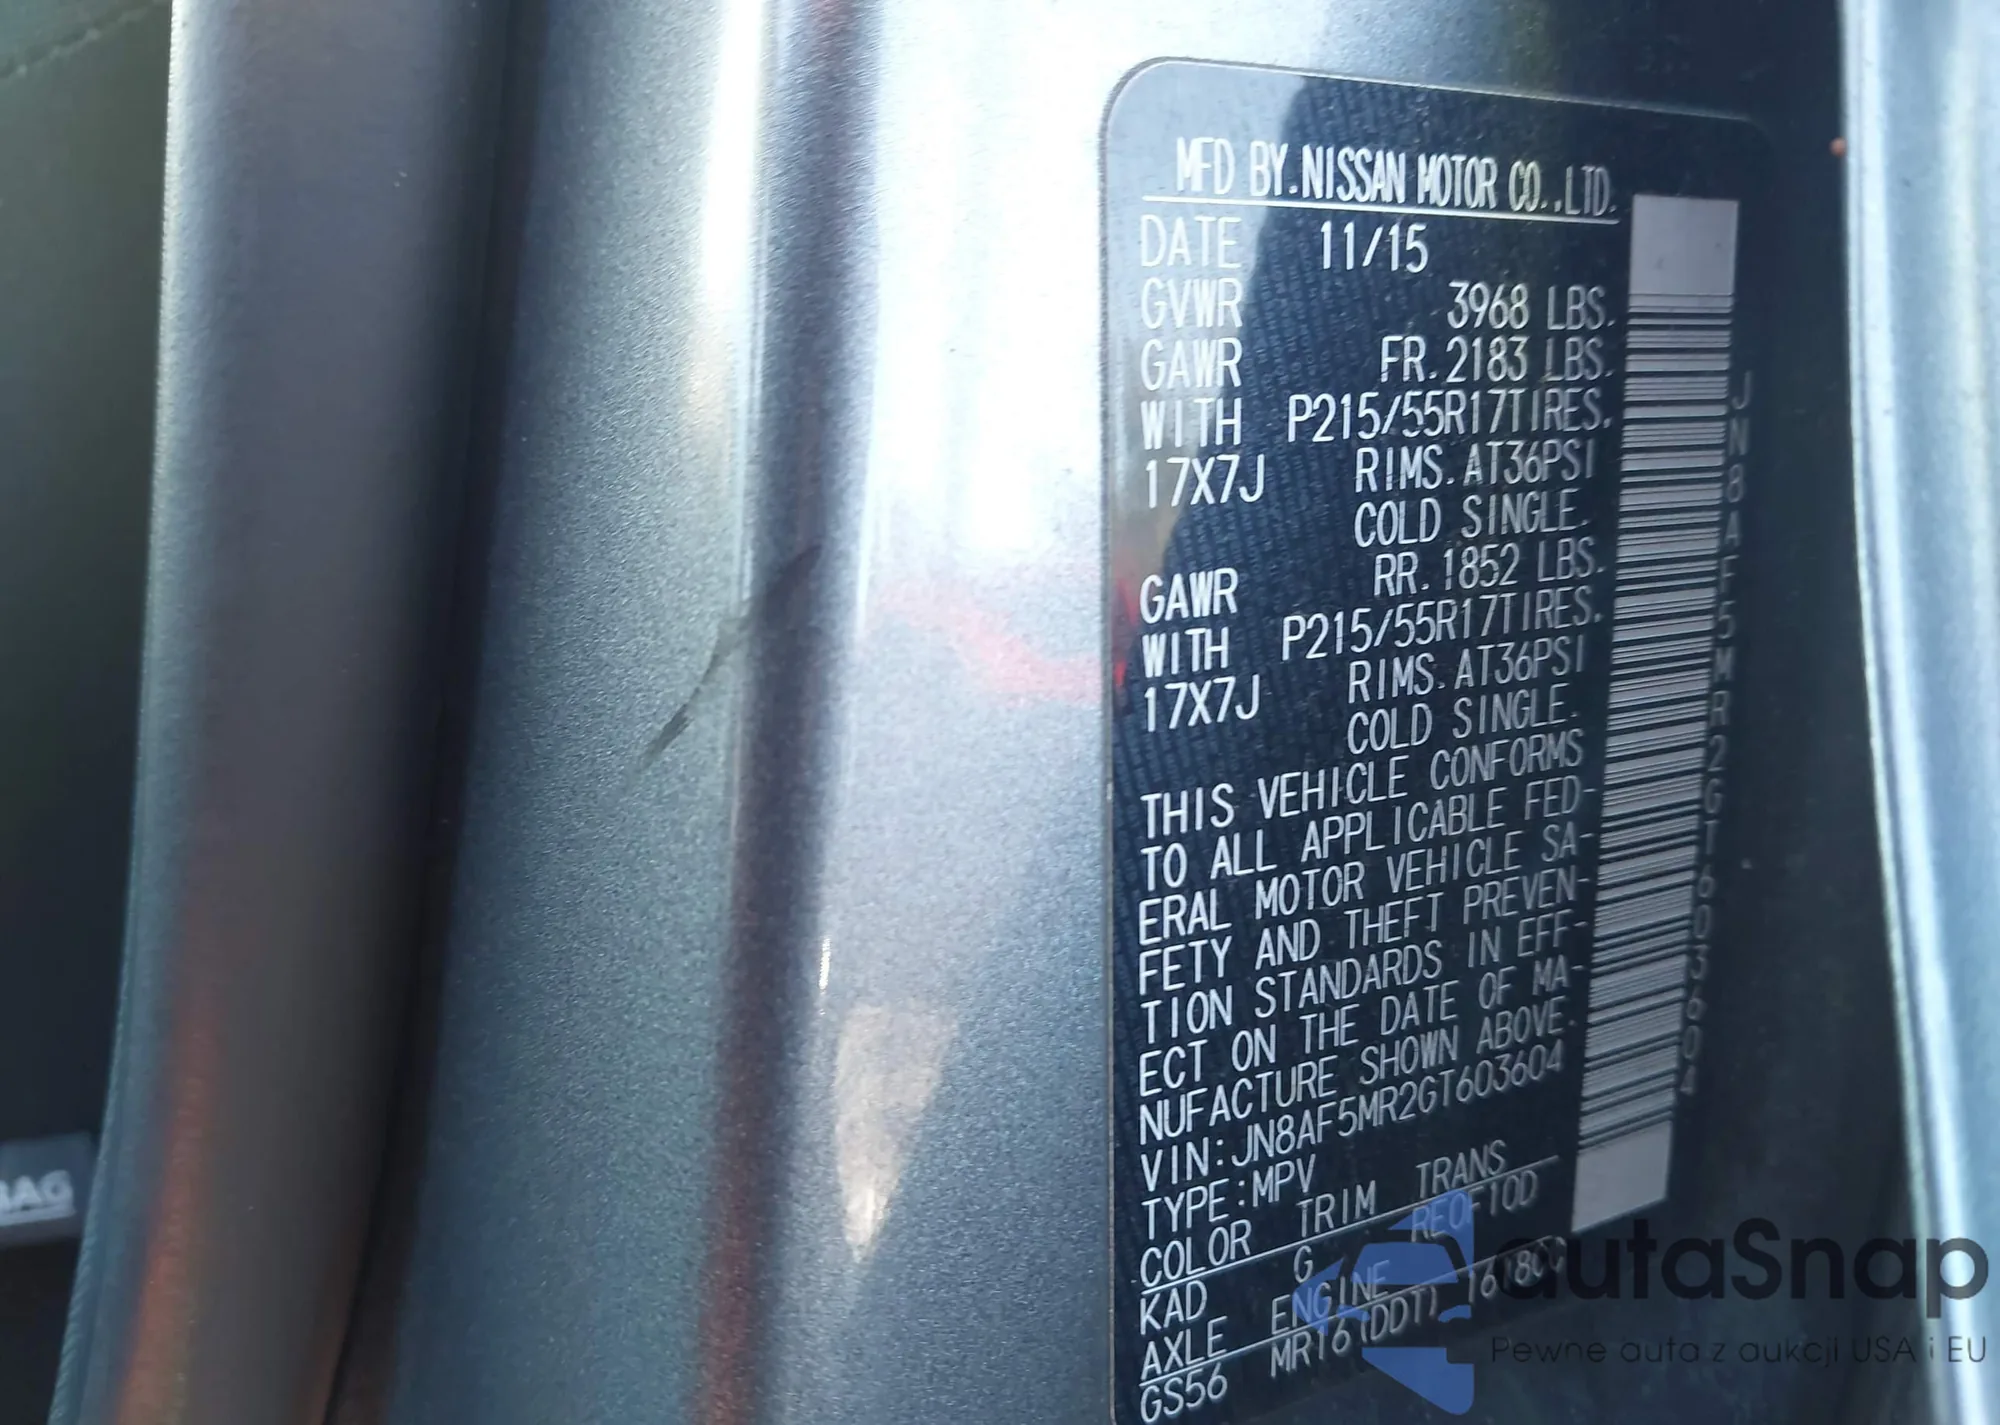 MFD BY.NISSAN MOTOR CO.,LTD.
DATE 11/15
GVWR 3968 LBS.
GAWR FR.2183 LBS.
WITH P215/55R17TIRES.
17X7J RIMS.AT36PSI
COLD SINGLE.
GAWR RR.1852 LBS.
WITH P215/55R17TIRES.
17X7J RIMS.AT36PSI
COLD SINGLE.
THIS VEHICLE CONFORMS
TO ALL APPLICABLE FED-
ERAL MOTOR VEHICLE SA-
FETY AND THEFT PREVEN-
TION STANDARDS IN EFF-
ECT ON THE DATE OF MA-
NUFACTURE SHOWN ABOVE.
VIN:JN8AF5MR2GT603604
TYPE:MPV
COLOR TRIM TRANS
KAD G RE0F10D
AXLE ENGINE
GS56 MR16(DDT) 1618CC
JN8AF5MR2GT603604
BAG
autaSnap
Pewne auta z aukcji USA i EU